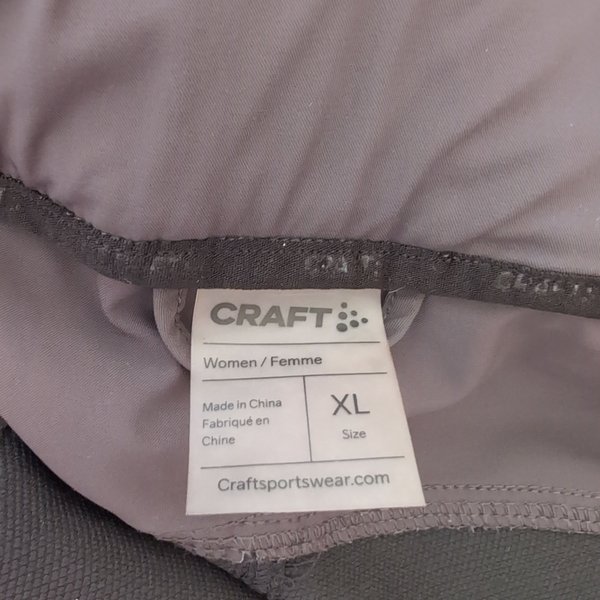 CRAFT
Women / Femme
Made in China
Fabriqué en
Chine
XL
Size
Craftsportswear.com